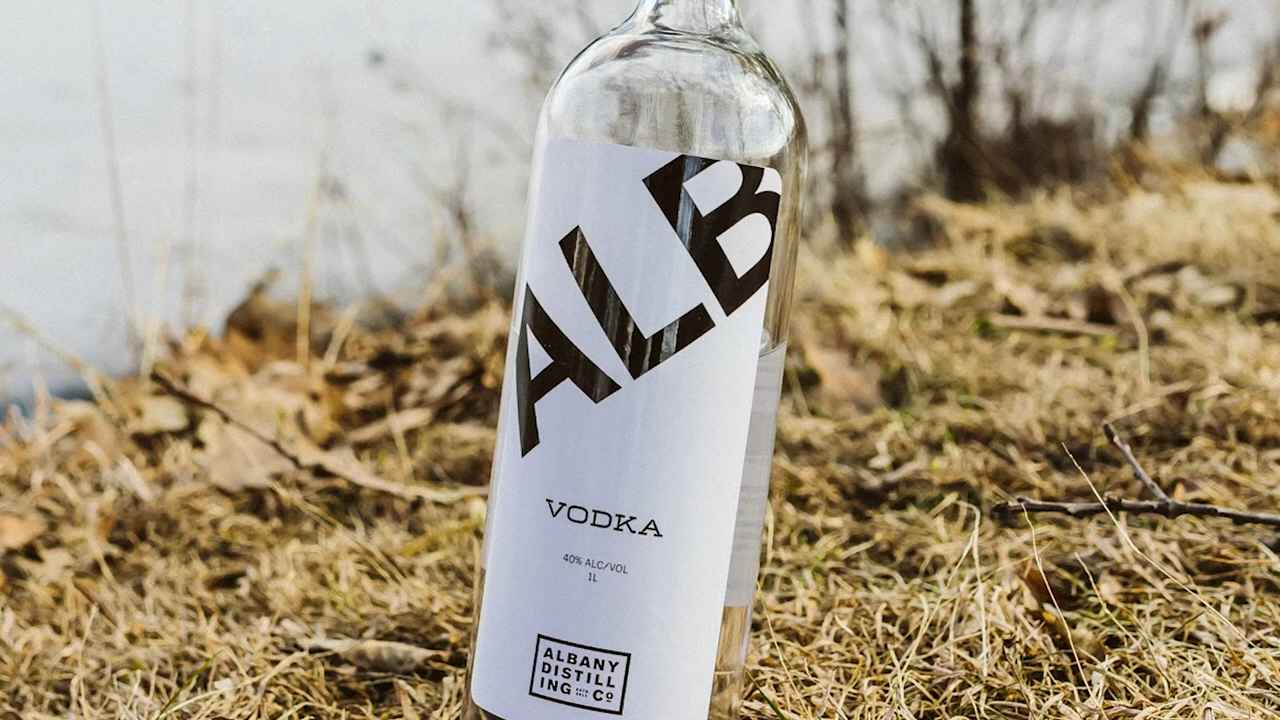 ALB
VODKA
40% ALC/VOL
1L
ALBANY
DISTILL
ING Co